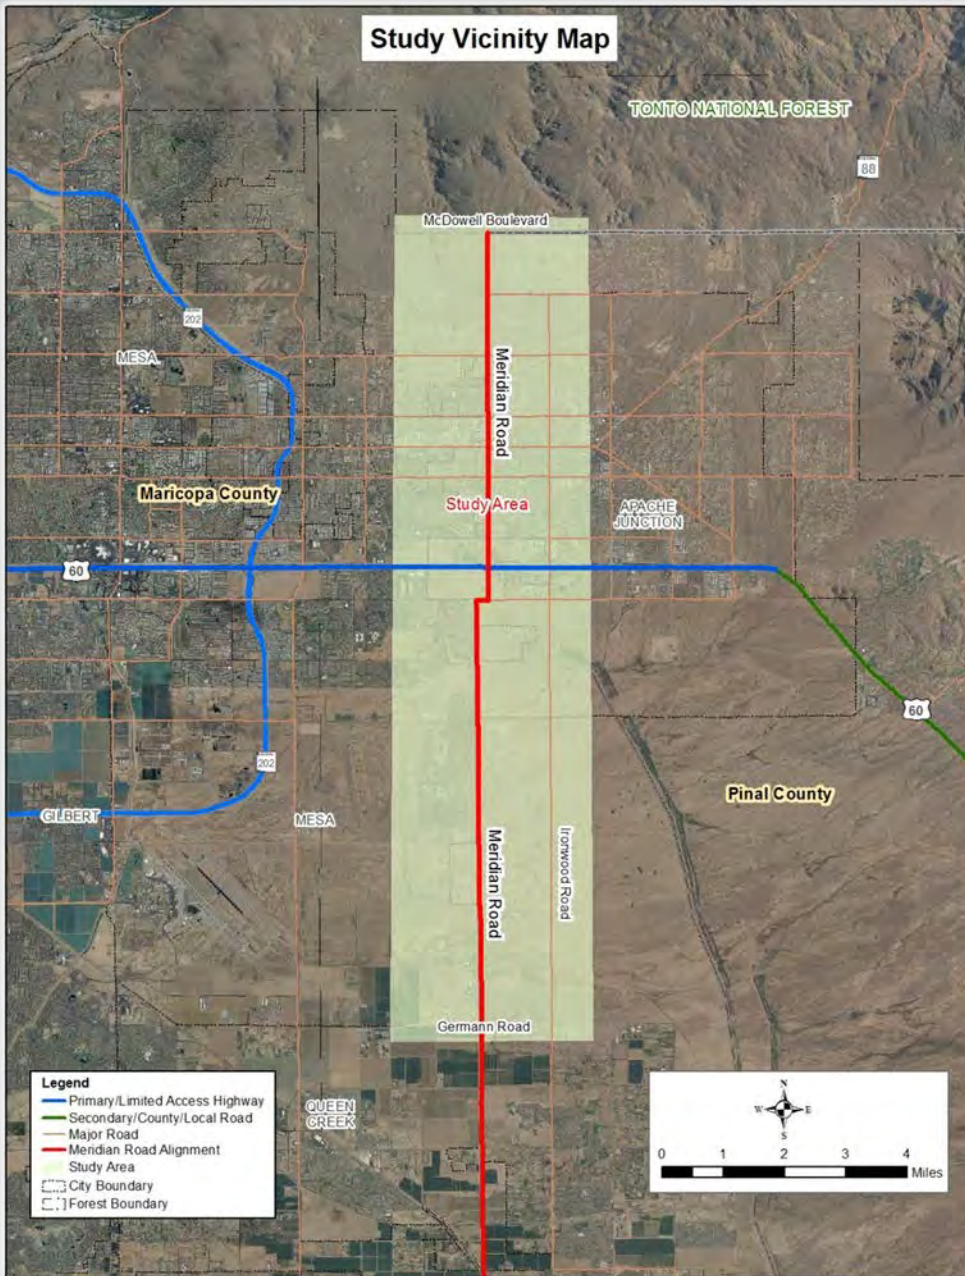 Study Vicinity Map
TONTO NATIONAL FOREST
88
McDowell Boulevard
202
MESA
Meridian Road
Maricopa County
Study Area
APACHE
JUNCTION
60
60
202
Pinal County
GILBERT
MESA
Meridian Road
Ironwood Road
Germann Road
Legend
Primary/Limited Access Highway
Secondary/County/Local Road
Major Road
Meridian Road Alignment
Study Area
City Boundary
Forest Boundary
QUEEN
CREEK
N
W E
S
0 1 2 3 4
Miles